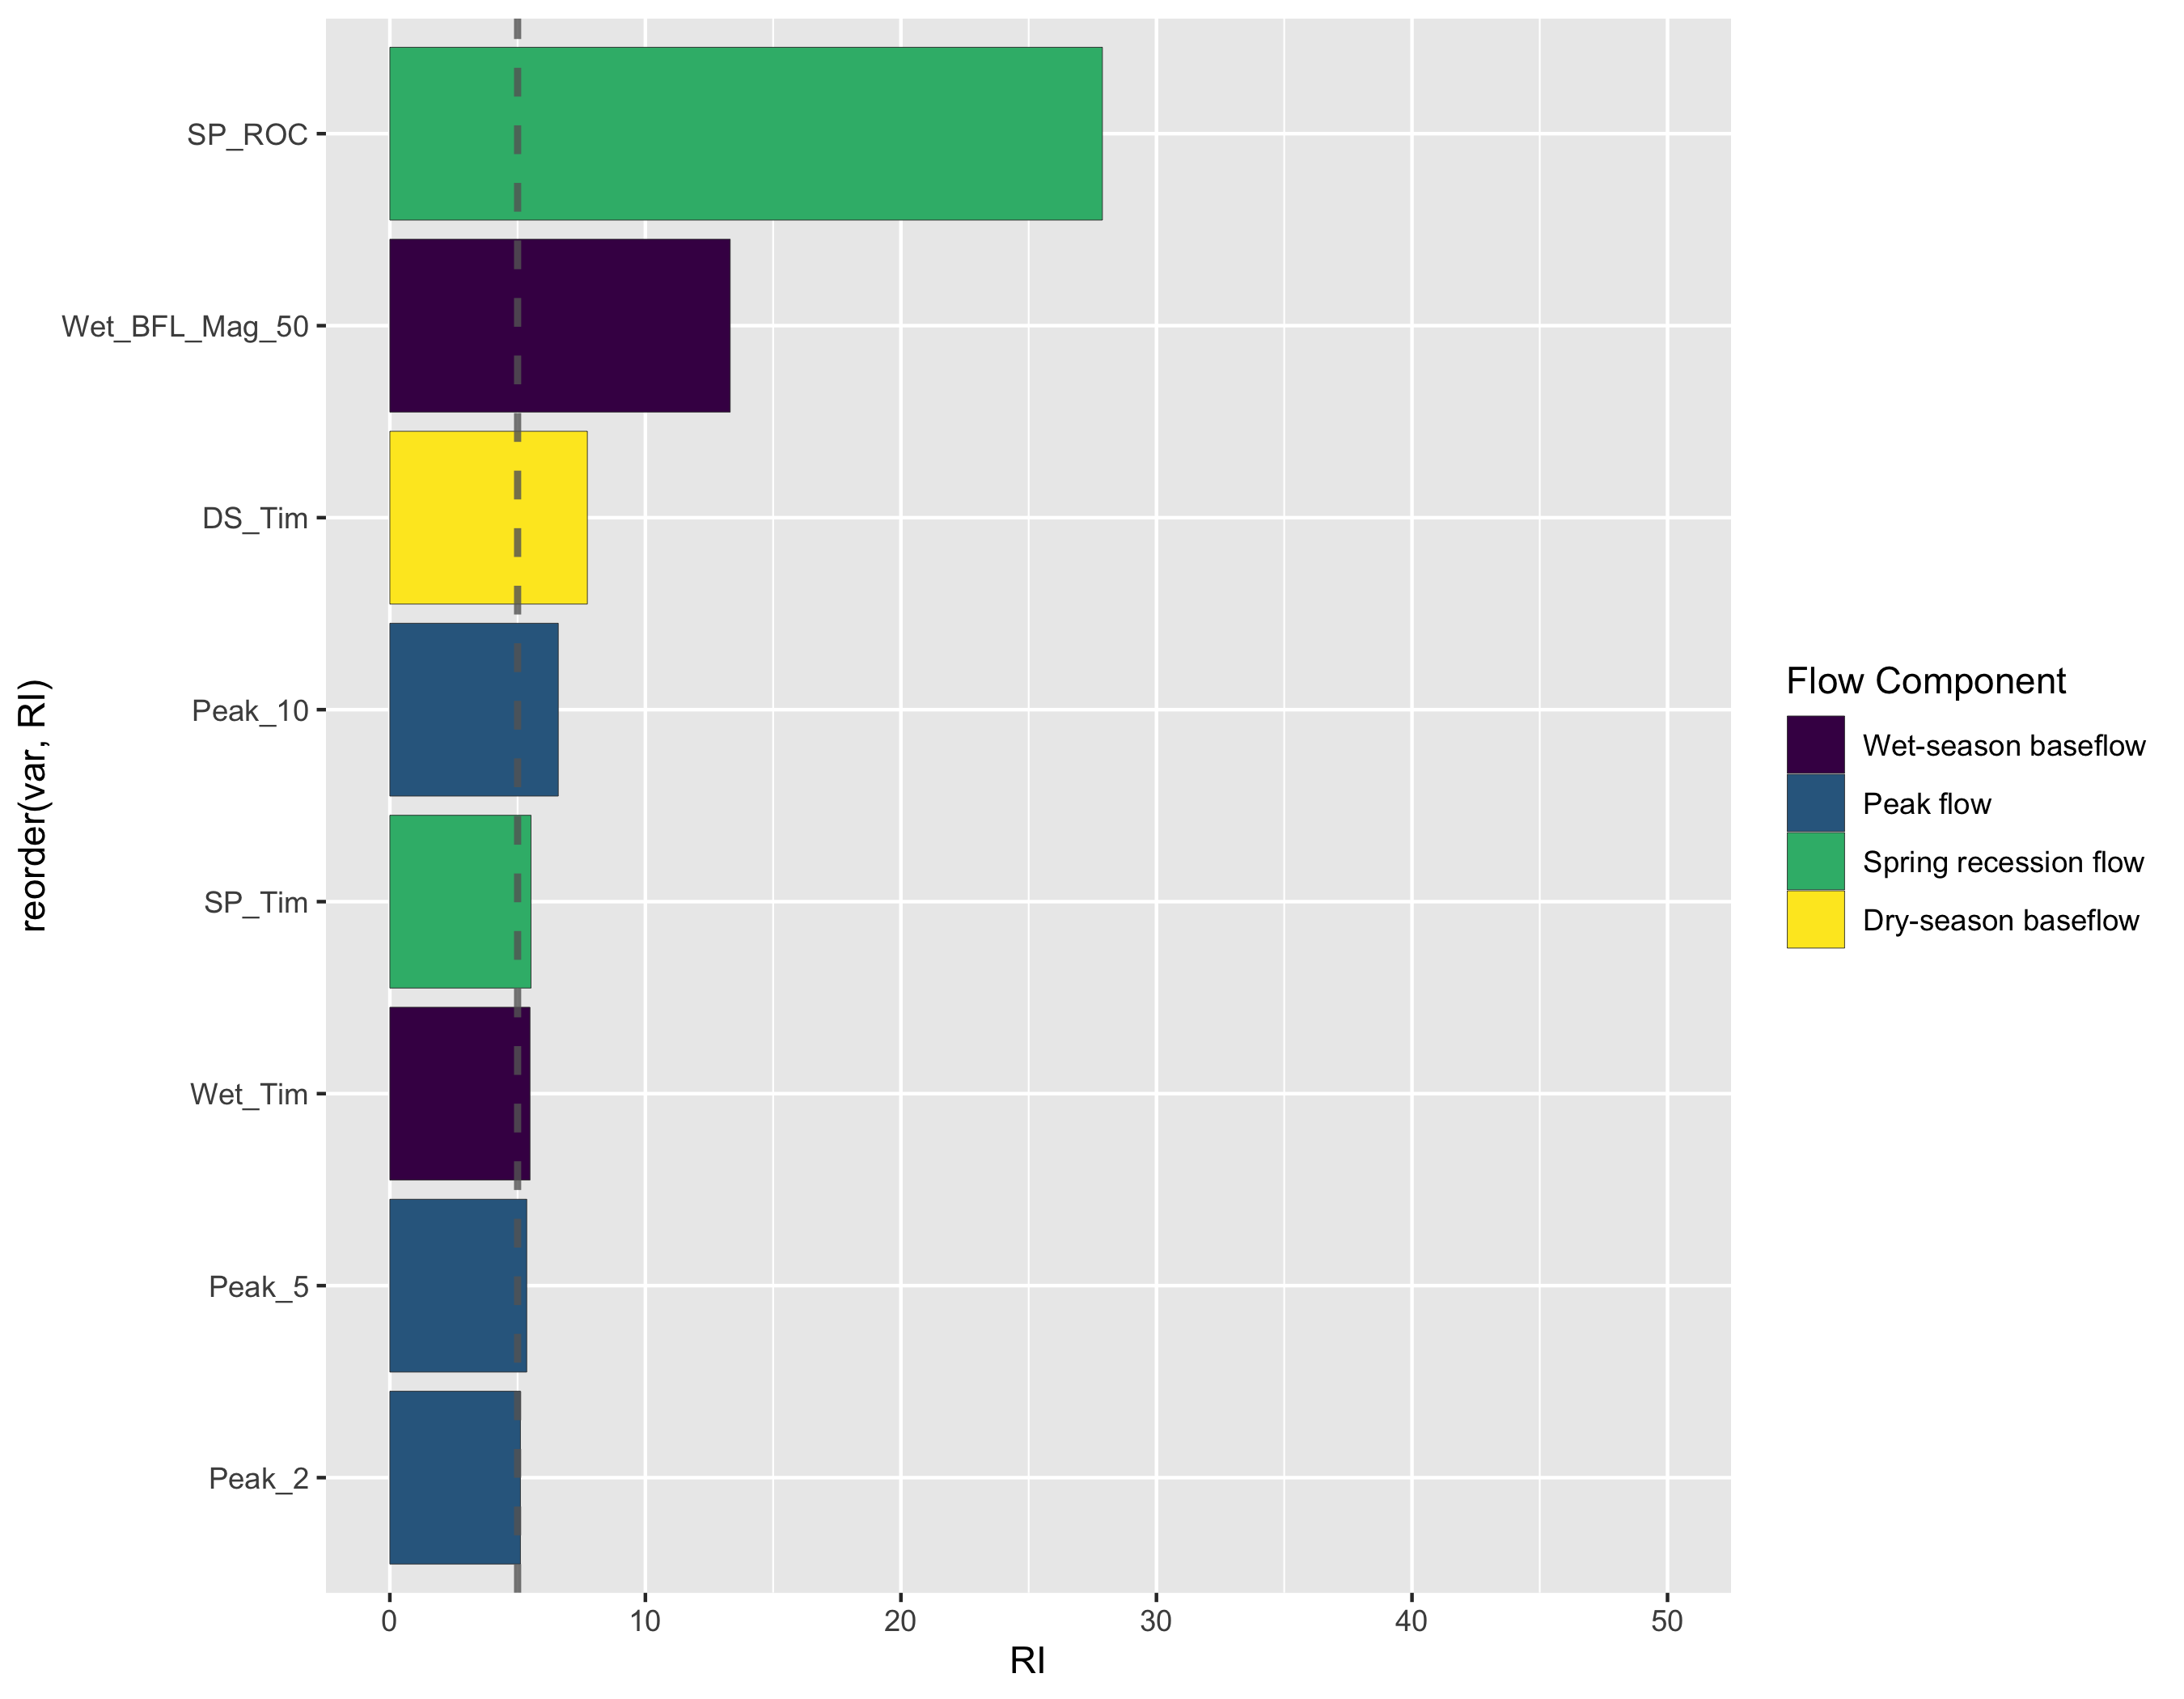 reorder(var, RI)
SP_ROC
Wet_BFL_Mag_50
DS_Tim
Peak_10
SP_Tim
Wet_Tim
Peak_5
Peak_2
0 10 20 30 40 50
RI
Flow Component
Wet-season baseflow
Peak flow
Spring recession flow
Dry-season baseflow